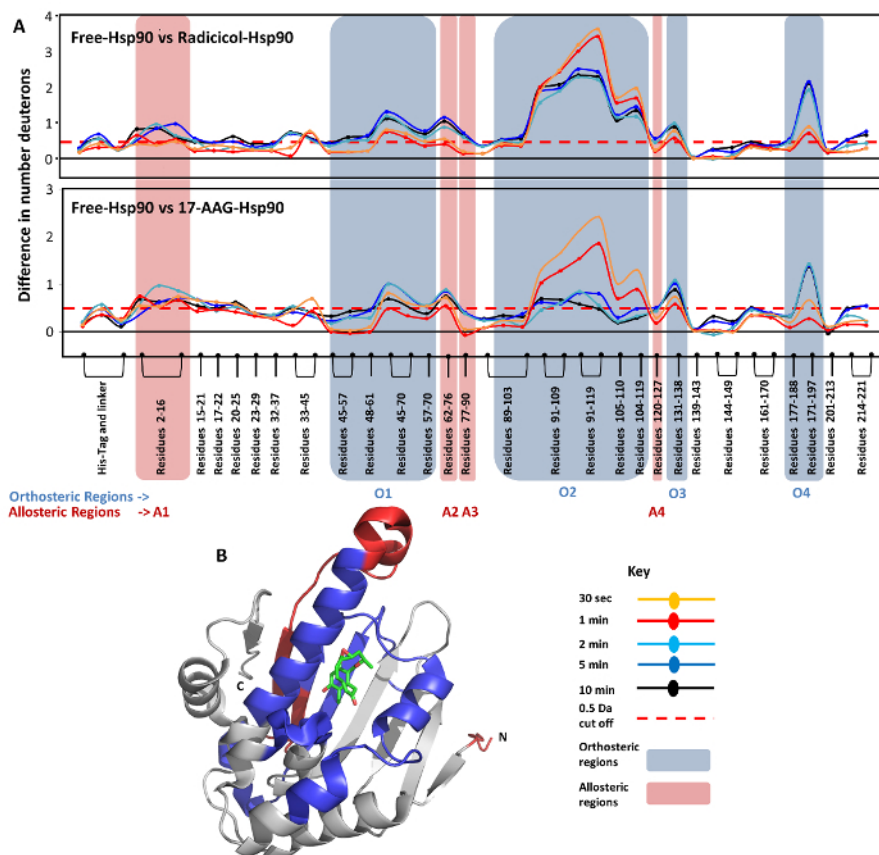 A
Difference in number deuterons
4
3
2
1
0
Free-Hsp90 vs Radicicol-Hsp90
3
2
1
0
Free-Hsp90 vs 17-AAG-Hsp90
His-Tag and linker
Residues 2-16
Residues 15-21
Residues 17-22
Residues 20-25
Residues 23-29
Residues 32-37
Residues 33-45
Residues 45-57
Residues 48-61
Residues 45-70
Residues 57-70
Residues 62-76
Residues 77-90
Residues 89-103
Residues 91-109
Residues 91-119
Residues 105-110
Residues 104-119
Residues 120-127
Residues 131-138
Residues 139-143
Residues 144-149
Residues 161-170
Residues 177-188
Residues 171-197
Residues 201-213
Residues 214-221
Orthosteric Regions -> O1 O2 O3 O4
Allosteric Regions -> A1 A2 A3 A4
B
C
N
Key
30 sec
1 min
2 min
5 min
10 min
0.5 Da
cut off
Orthosteric
regions
Allosteric
regions